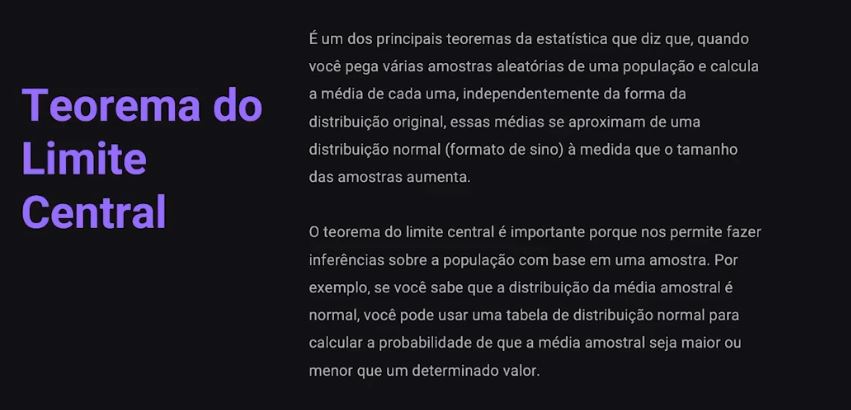 Teorema do
Limite
Central
É um dos principais teoremas da estatística que diz que, quando
você pega várias amostras aleatórias de uma população e calcula
a média de cada uma, independentemente da forma da
distribuição original, essas médias se aproximam de uma
distribuição normal (formato de sino) à medida que o tamanho
das amostras aumenta.
O teorema do limite central é importante porque nos permite fazer
inferências sobre a população com base em uma amostra. Por
exemplo, se você sabe que a distribuição da média amostral é
normal, você pode usar uma tabela de distribuição normal para
calcular a probabilidade de que a média amostral seja maior ou
menor que um determinado valor.